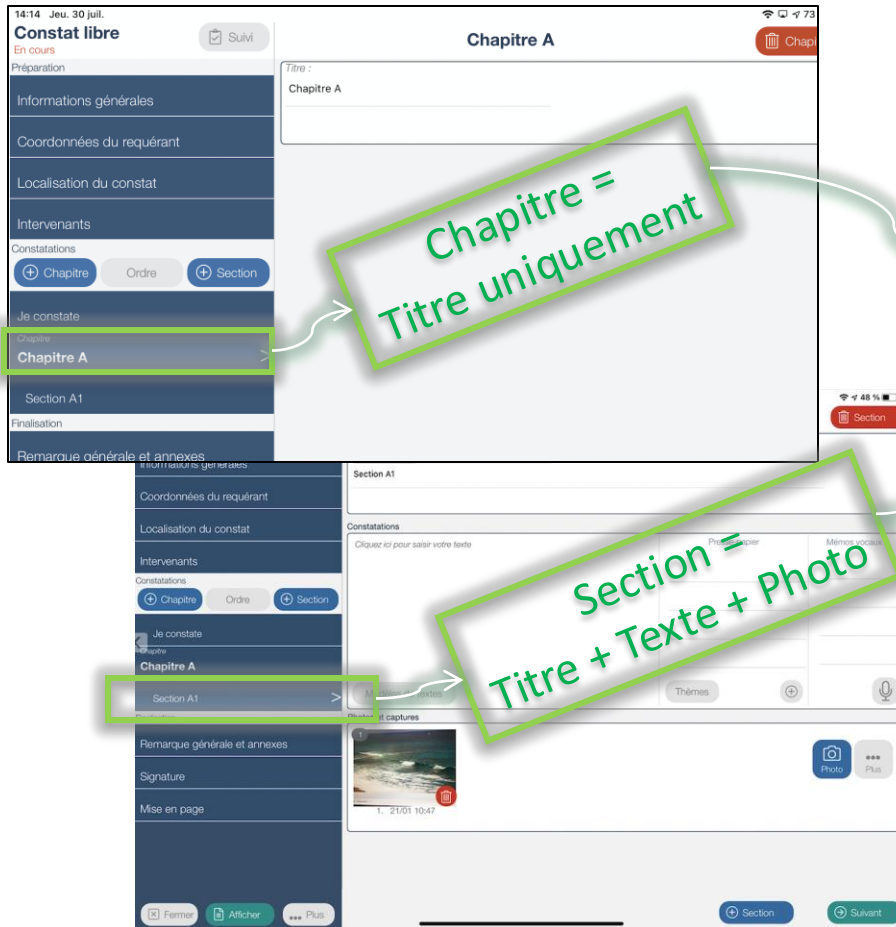 14:14 Jeu. 30 juil.
73
Constat libre
En cours
Suivi
Chapitre A
Chapi
Préparation
Informations générales
Coordonnées du requérant
Localisation du constat
Intervenants
Constatations
Chapitre
Ordre
Section
Je constate
Chapitre
Chapitre A
Section A1
Finalisation
Remarque générale et annexes
Titre :
Chapitre A
Chapitre =
Titre uniquement
48 %
Section
Informations générales
Coordonnées du requérant
Localisation du constat
Intervenants
Constatations
Chapitre
Ordre
Section
Je constate
Chapitre
Chapitre A
Section A1
Remarque générale et annexes
Signature
Mise en page
Fermer
Afficher
Plus
Section A1
Constatations
Cliquez ici pour saisir votre texte
Mémos vocaux
Section =
Titre + Texte + Photo
Thèmes
Photos et captures
1
1. 21/01 10:47
Photo
Plus
Section
Suivant